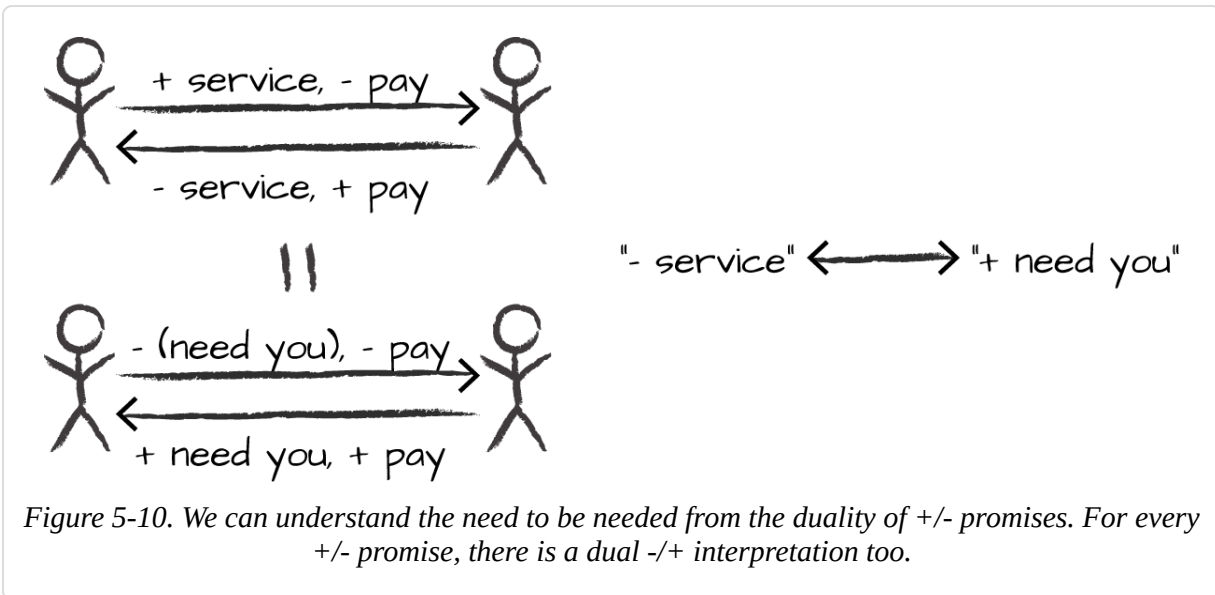 + service, - pay
- service, + pay
"- service"
"+ need you"
- (need you), - pay
+ need you, + pay
Figure 5-10. We can understand the need to be needed from the duality of +/- promises. For every
+/- promise, there is a dual -/+ interpretation too.